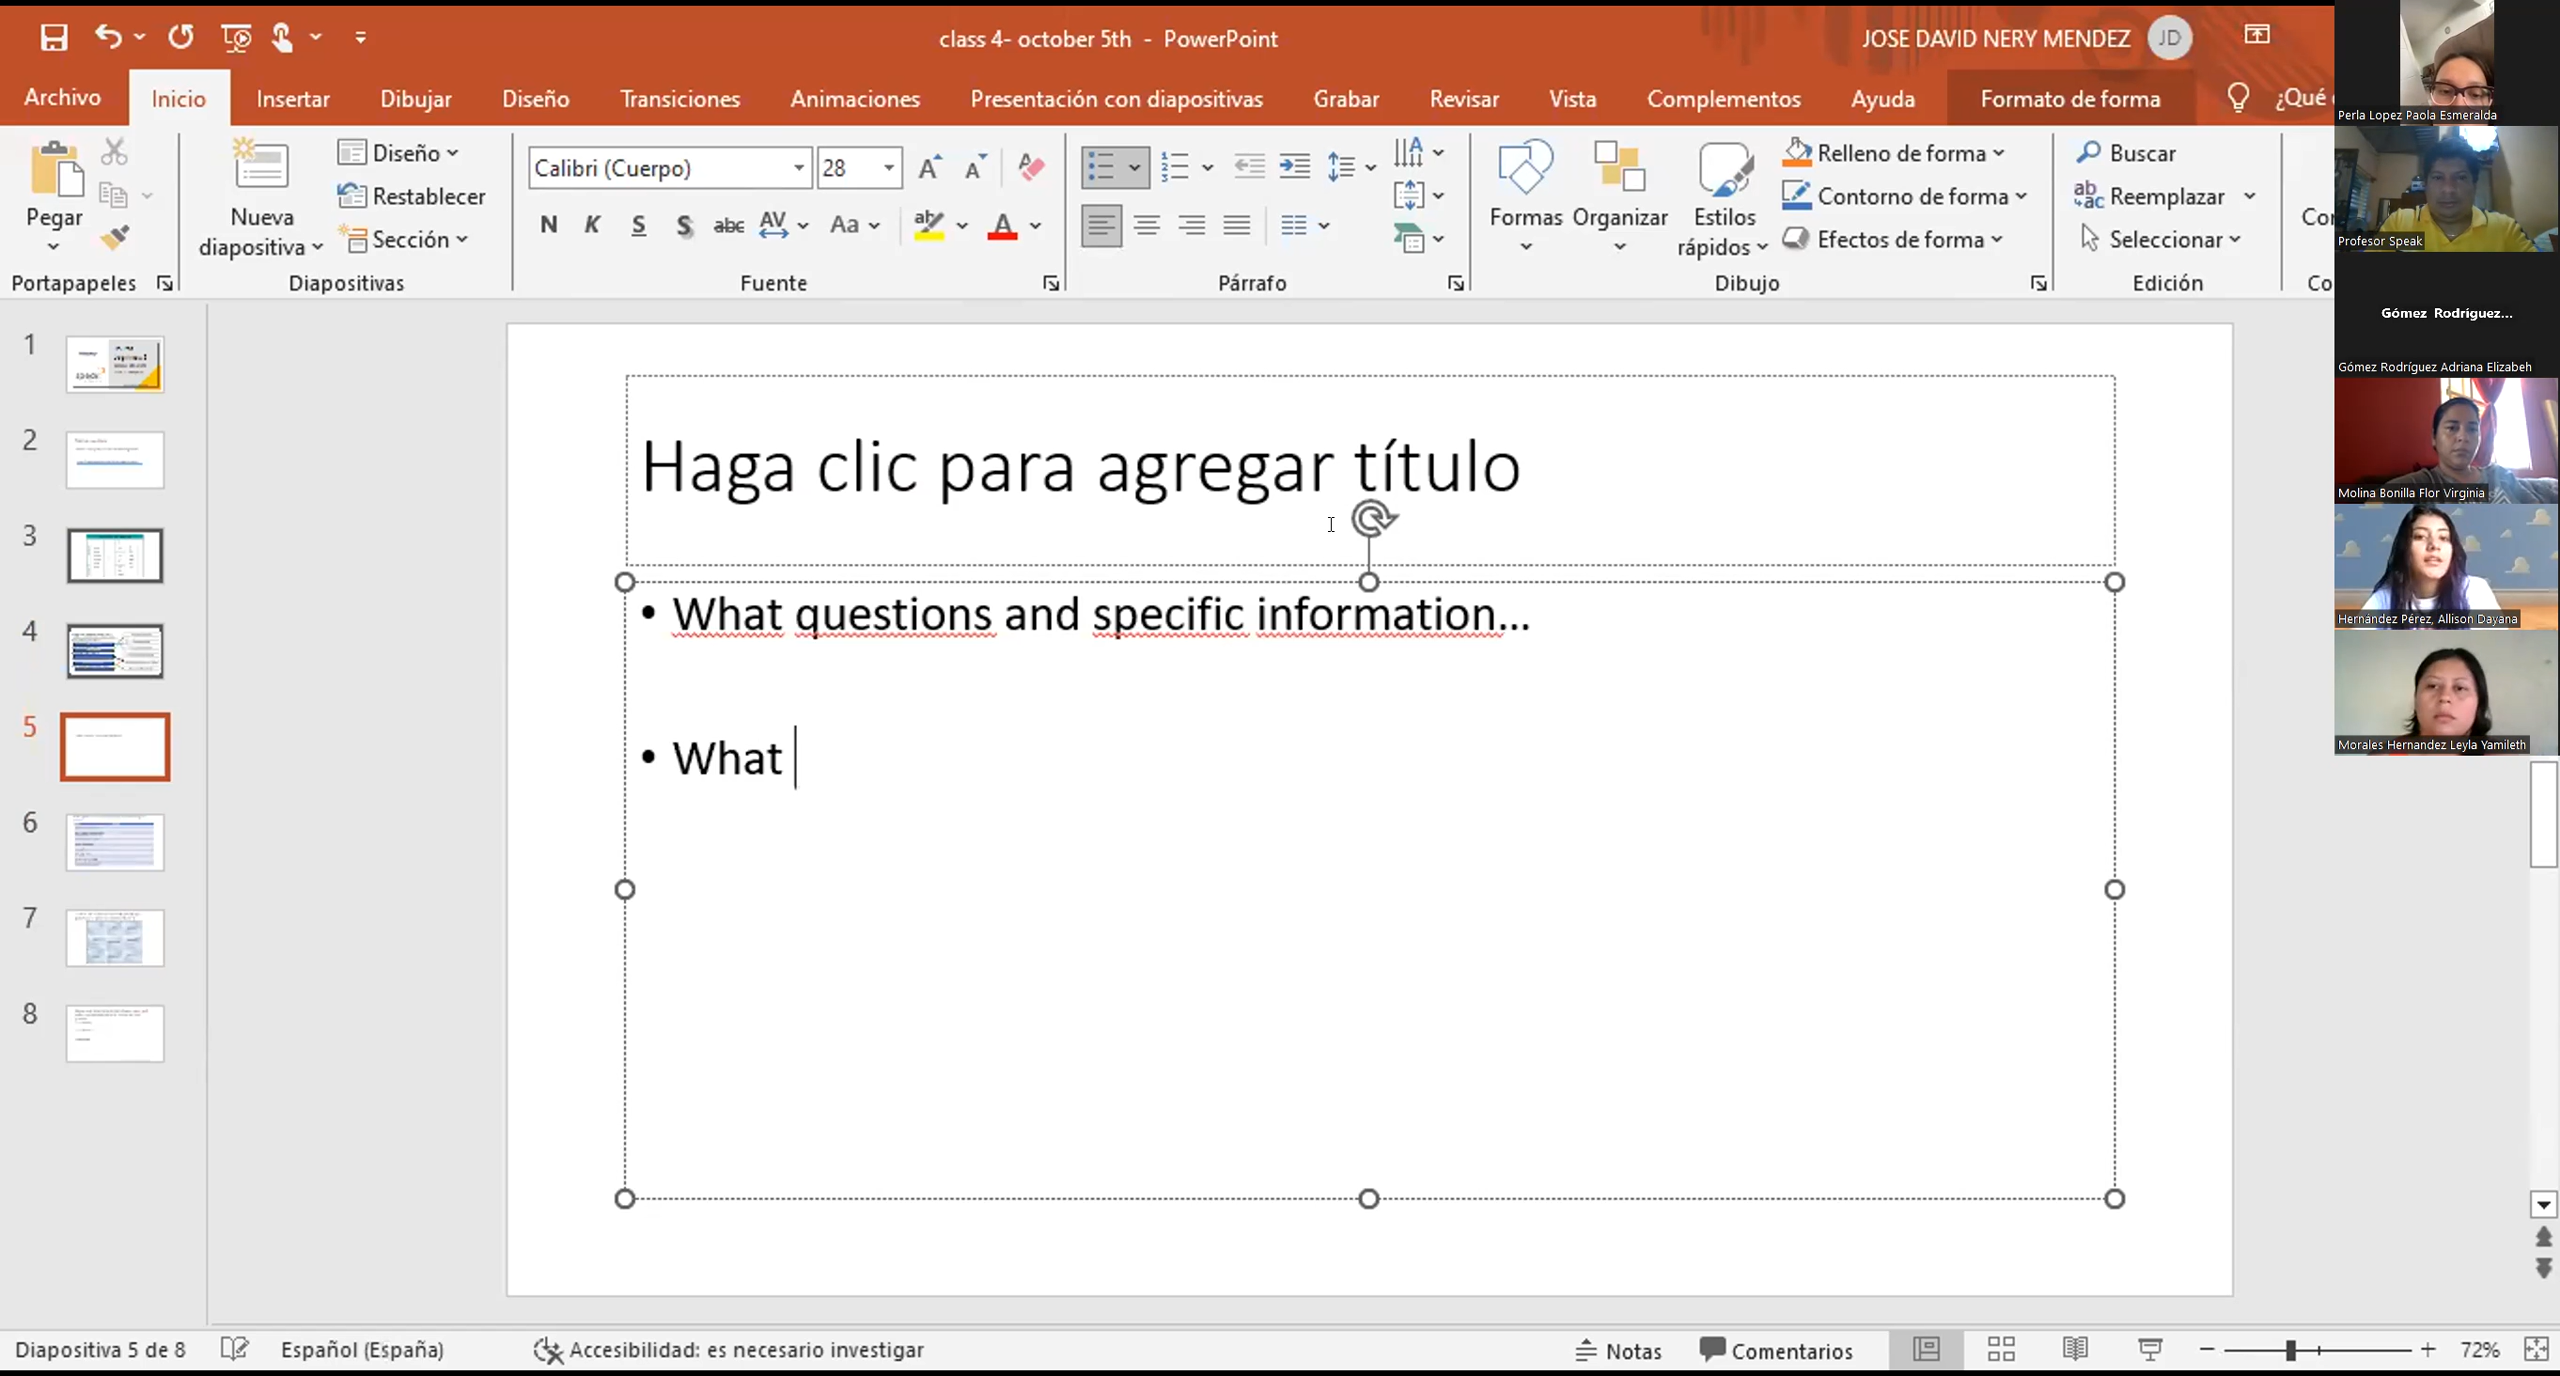 class 4- october 5th - PowerPoint
JOSE DAVID NERY MENDEZ
JD
Archivo Inicio Insertar Dibujar Diseño Transiciones Animaciones Presentación con diapositivas Grabar Revisar Vista Complementos Ayuda Formato de forma ¿Qué
Pegar
Portapapeles
Nueva diapositiva
Diseño
Restablecer
Sección
Diapositivas
Calibri (Cuerpo) 28
N K S S abc AV Aa
Fuente
Párrafo
Formas
Organizar
Estilos rápidos
Relleno de forma
Contorno de forma
Efectos de forma
Dibujo
Buscar
Reemplazar
Seleccionar
Edición
1
2
3
4
5
6
7
8
Haga clic para agregar título
• What questions and specific information...
• What
Perla Lopez Paola Esmeralda
Profesor Speak
Gómez Rodríguez...
Gómez Rodríguez Adriana Elizabeh
Molina Bonilla Flor Virginia
Hernández Pérez, Allison Dayana
Morales Hernandez Leyla Yamileth
Diapositiva 5 de 8 Español (España) Accesibilidad: es necesario investigar Notas Comentarios 72%